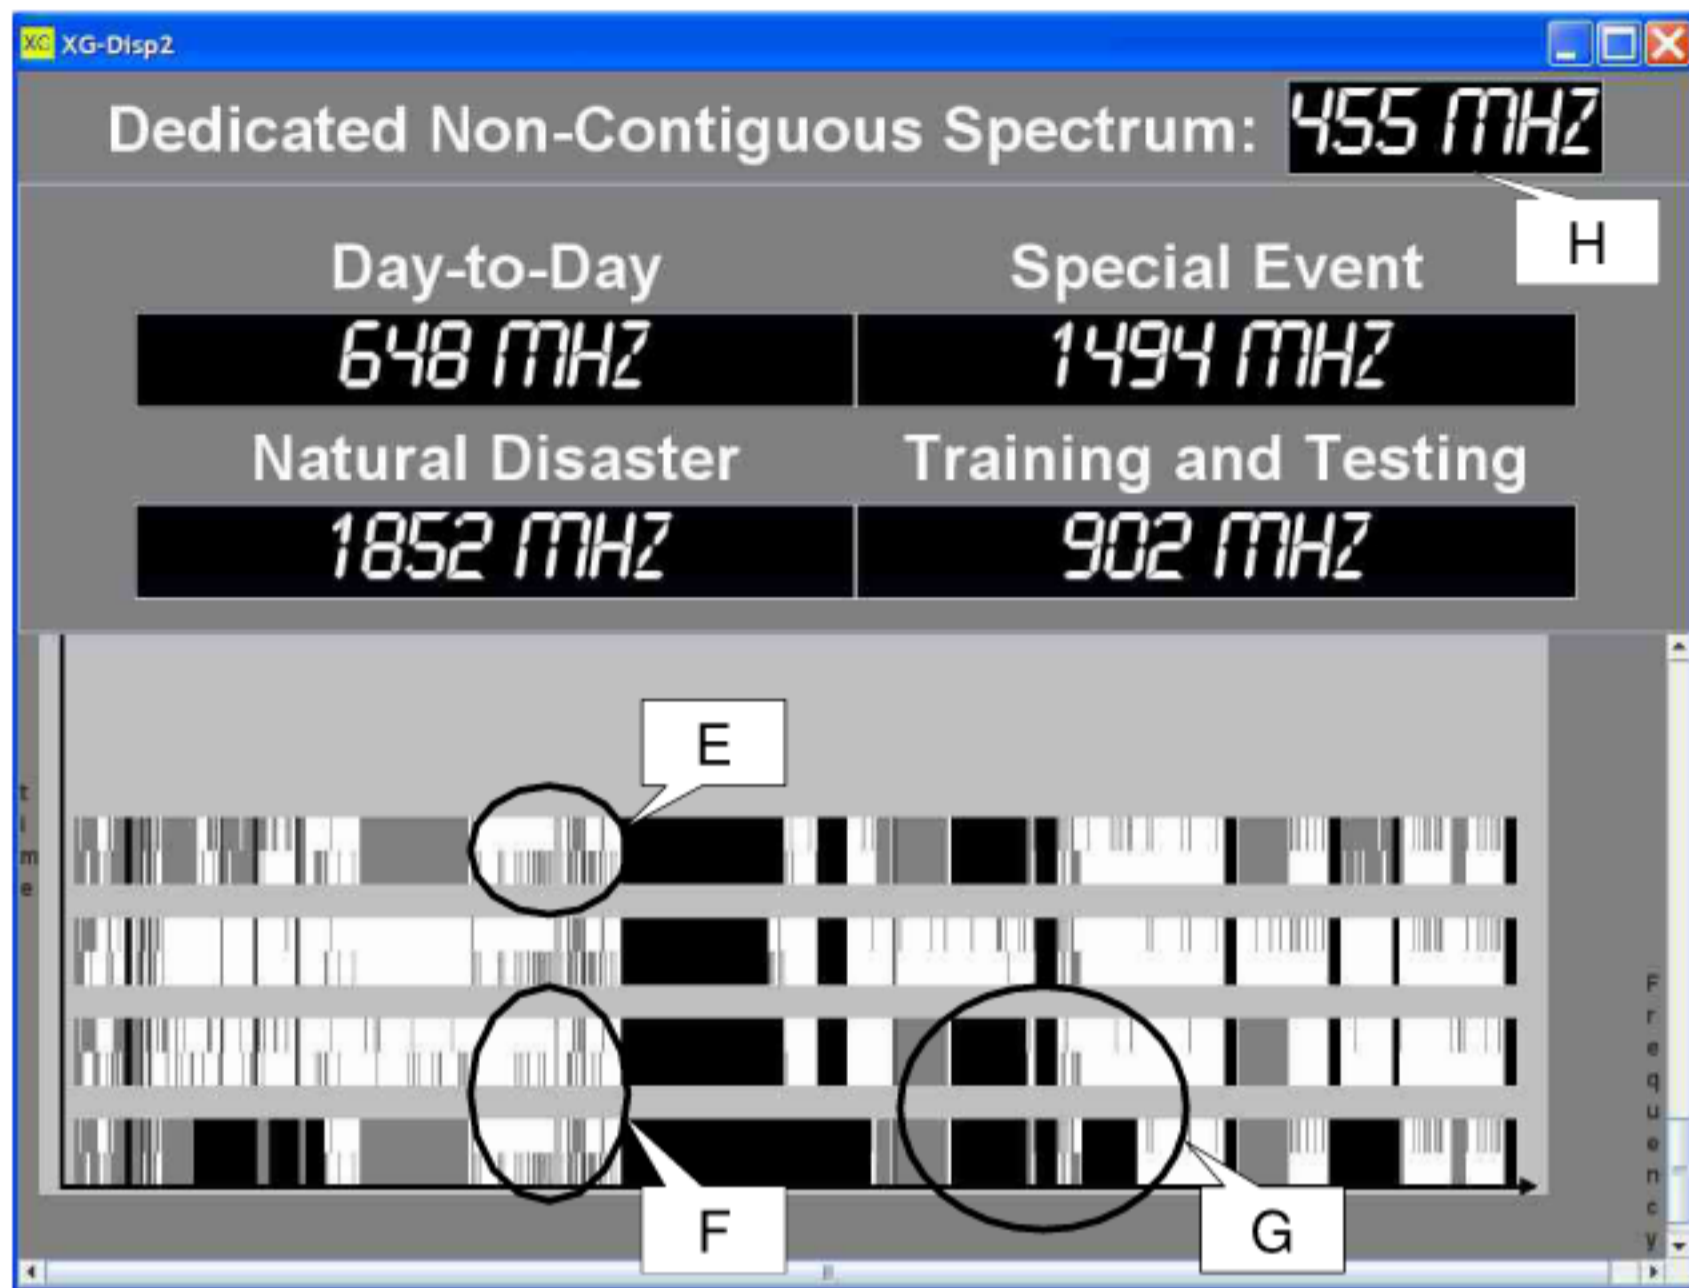 XG XG-Disp2
Dedicated Non-Contiguous Spectrum: 455 MHZ
H
Day-to-Day Special Event
648 MHZ 1494 MHZ
Natural Disaster Training and Testing
1852 MHZ 902 MHZ
E
time
Frequency
F
G